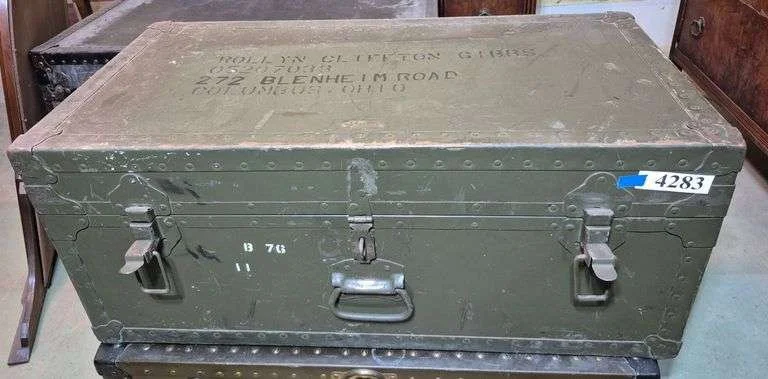 ROLLYN CLIFFTON GIBBS
272 BLENHEIM ROAD
COLUMBUS, OHIO
4283
B 76
11